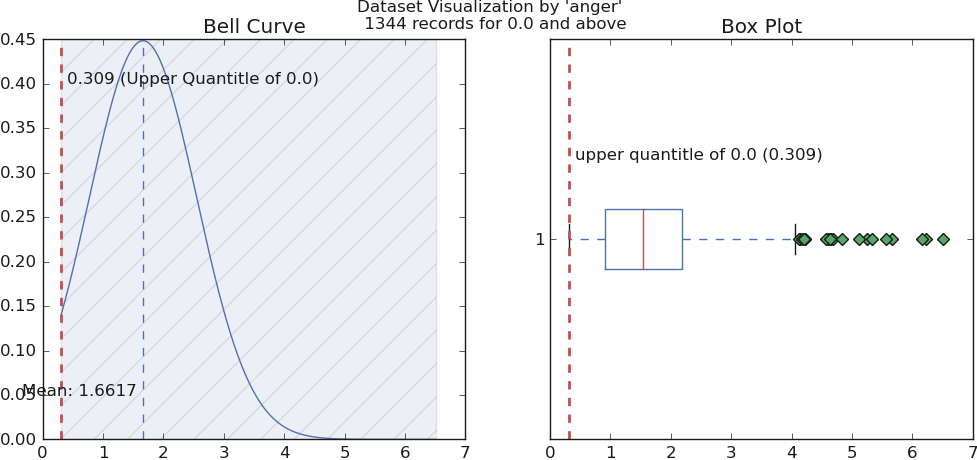 Dataset Visualization by 'anger'
1344 records for 0.0 and above
Bell Curve
0.45
0.40
0.35
0.30
0.25
0.20
0.15
0.10
0.05
0.00
0.309 (Upper Quantitle of 0.0)
Mean: 1.6617
0 1 2 3 4 5 6 7
Box Plot
upper quantitle of 0.0 (0.309)
1
0 1 2 3 4 5 6 7